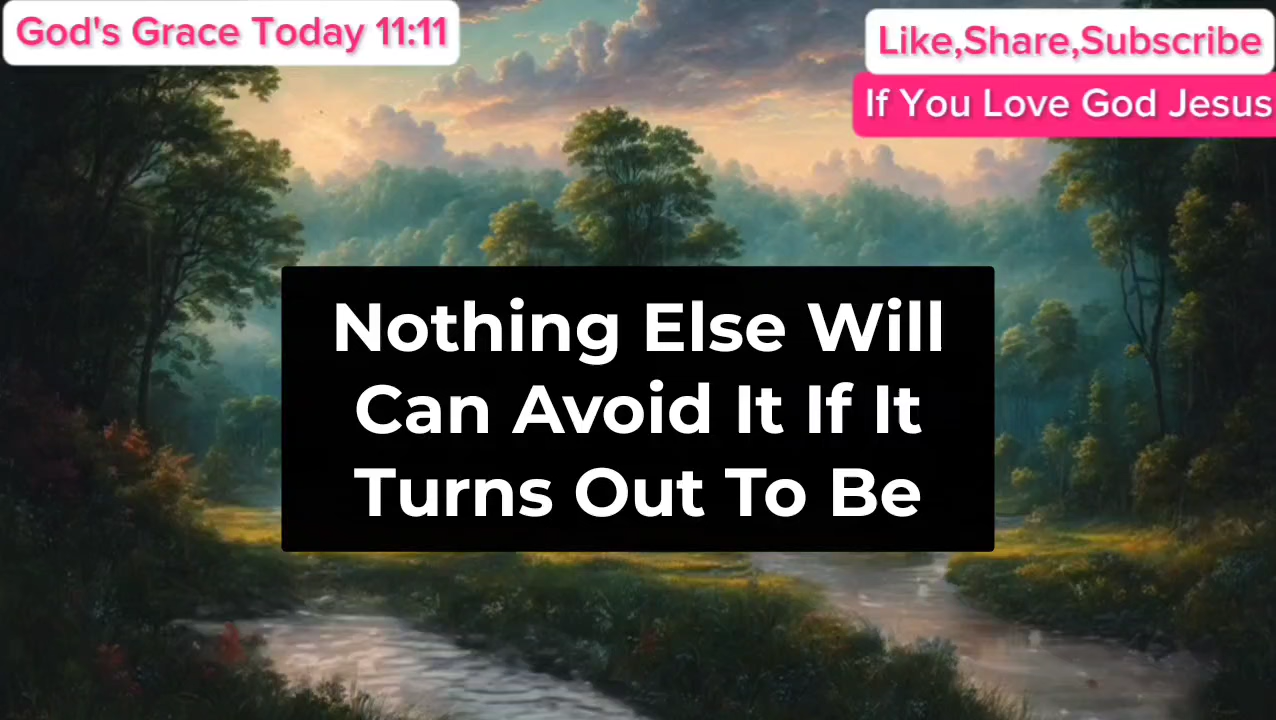 God's Grace Today 11:11
Like,Share,Subscribe
If You Love God Jesus
Nothing Else Will
Can Avoid It If It
Turns Out To Be